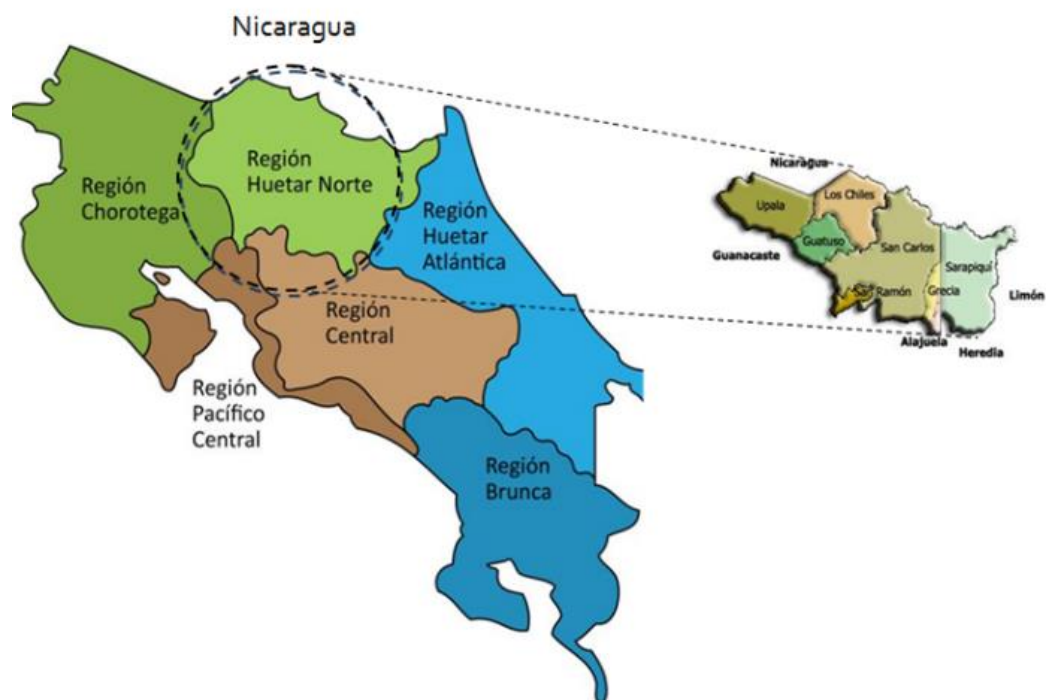 Nicaragua
Región
Chorotega
Región
Huetar Norte
Región
Huetar
Atlántica
Región
Central
Región
Pacífico
Central
Región
Brunca
Nicaragua
Upala
Los Chiles
Guatuso
San Carlos
Guanacaste
Sarapiquí
San Ramón
Grecia
Limón
Alajuela
Heredia